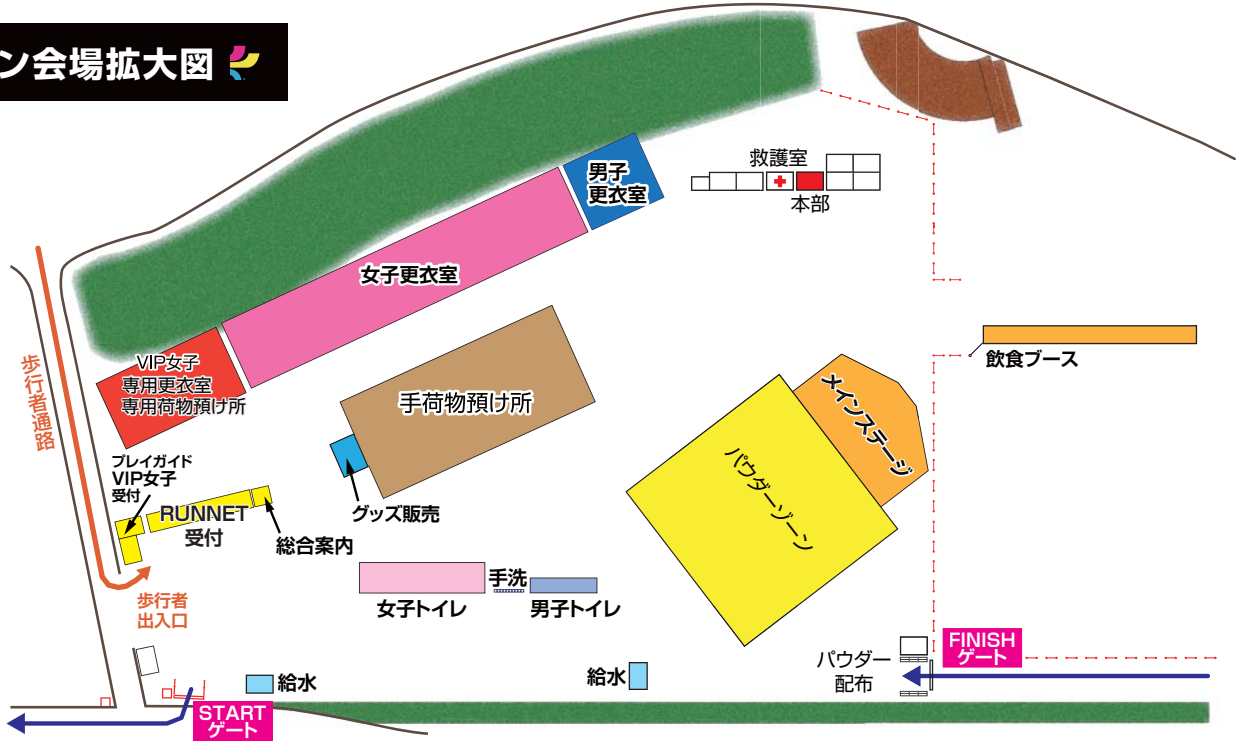 ン会場拡大図
救護室
本部
男子
更衣室
女子更衣室
VIP女子
専用更衣室
専用荷物預け所
歩行者通路
手荷物預け所
飲食ブース
メインステージ
パウダーゾーン
プレイガイド
VIP女子
受付
RUNNET
受付
総合案内
グッズ販売
歩行者
出入口
女子トイレ
手洗
男子トイレ
給水
給水
パウダー
配布
FINISH
ゲート
START
ゲート